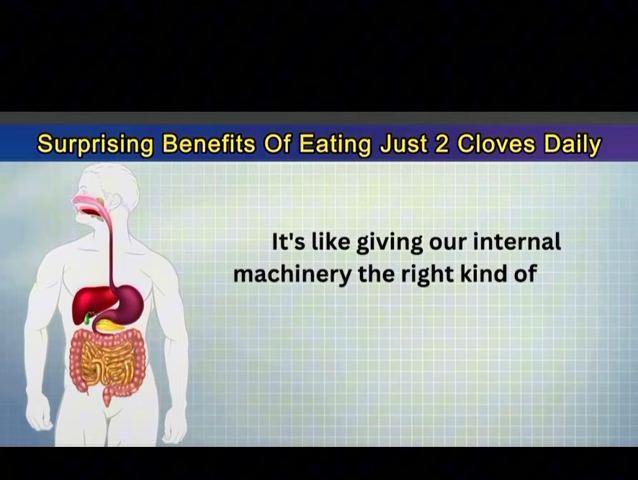 Surprising Benefits Of Eating Just 2 Cloves Daily
It's like giving our internal
machinery the right kind of